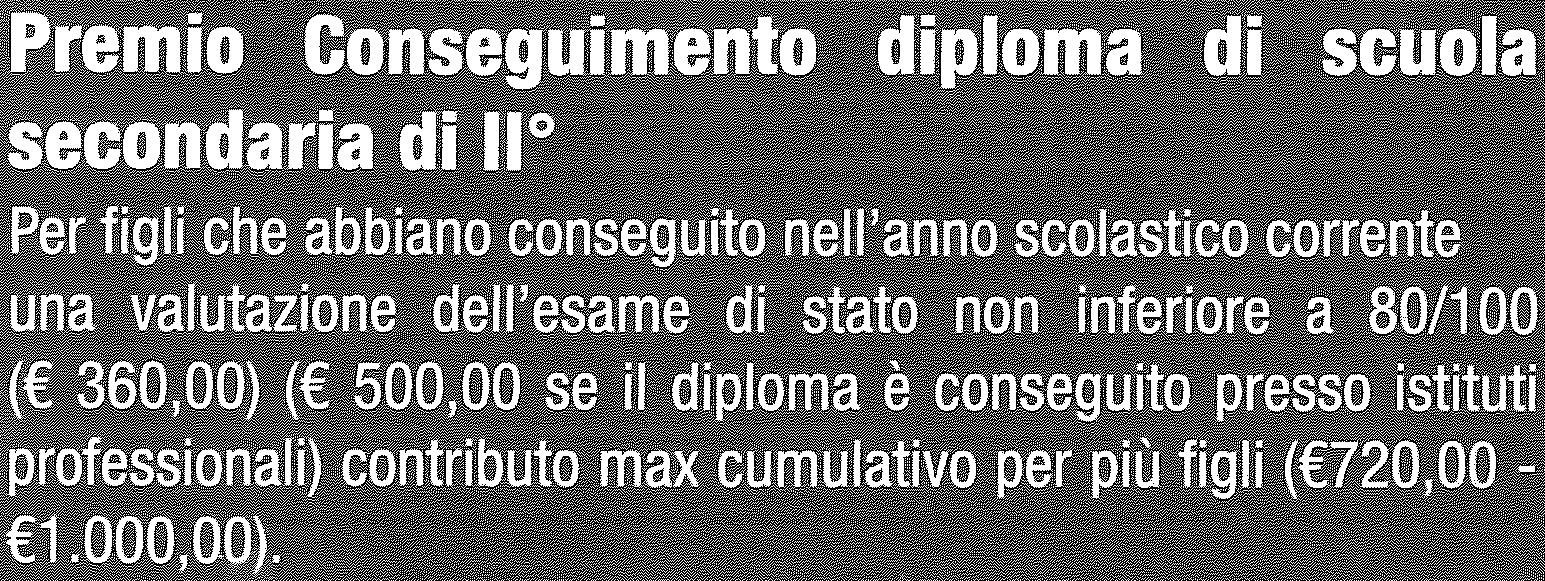 Premio Conseguimento diploma di scuola
secondaria di II°
Per figli che abbiano conseguito nell'anno scolastico corrente
una valutazione dell'esame di stato non inferiore a 80/100
(€ 360,00) (€ 500,00 se il diploma è conseguito presso istituti
professionali) contributo max cumulativo per più figli (€720,00 -
€1.000,00).